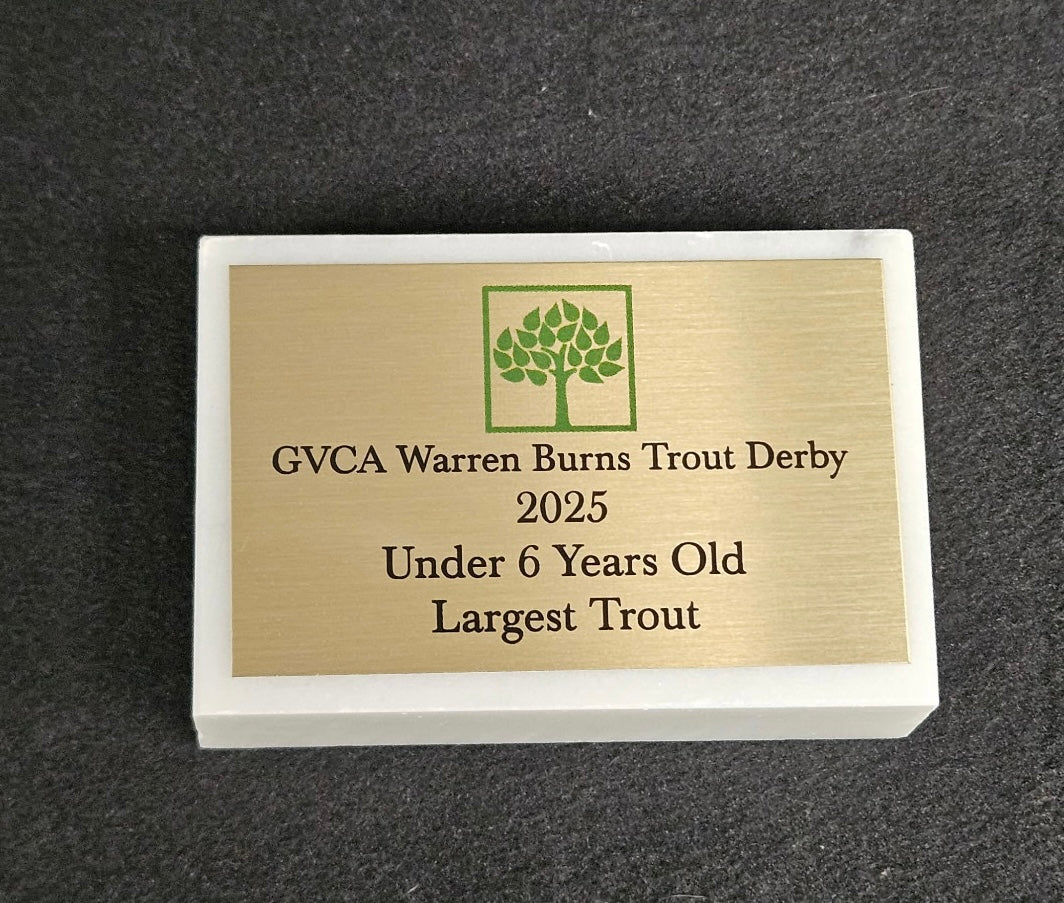 GVCA Warren Burns Trout Derby
2025
Under 6 Years Old
Largest Trout